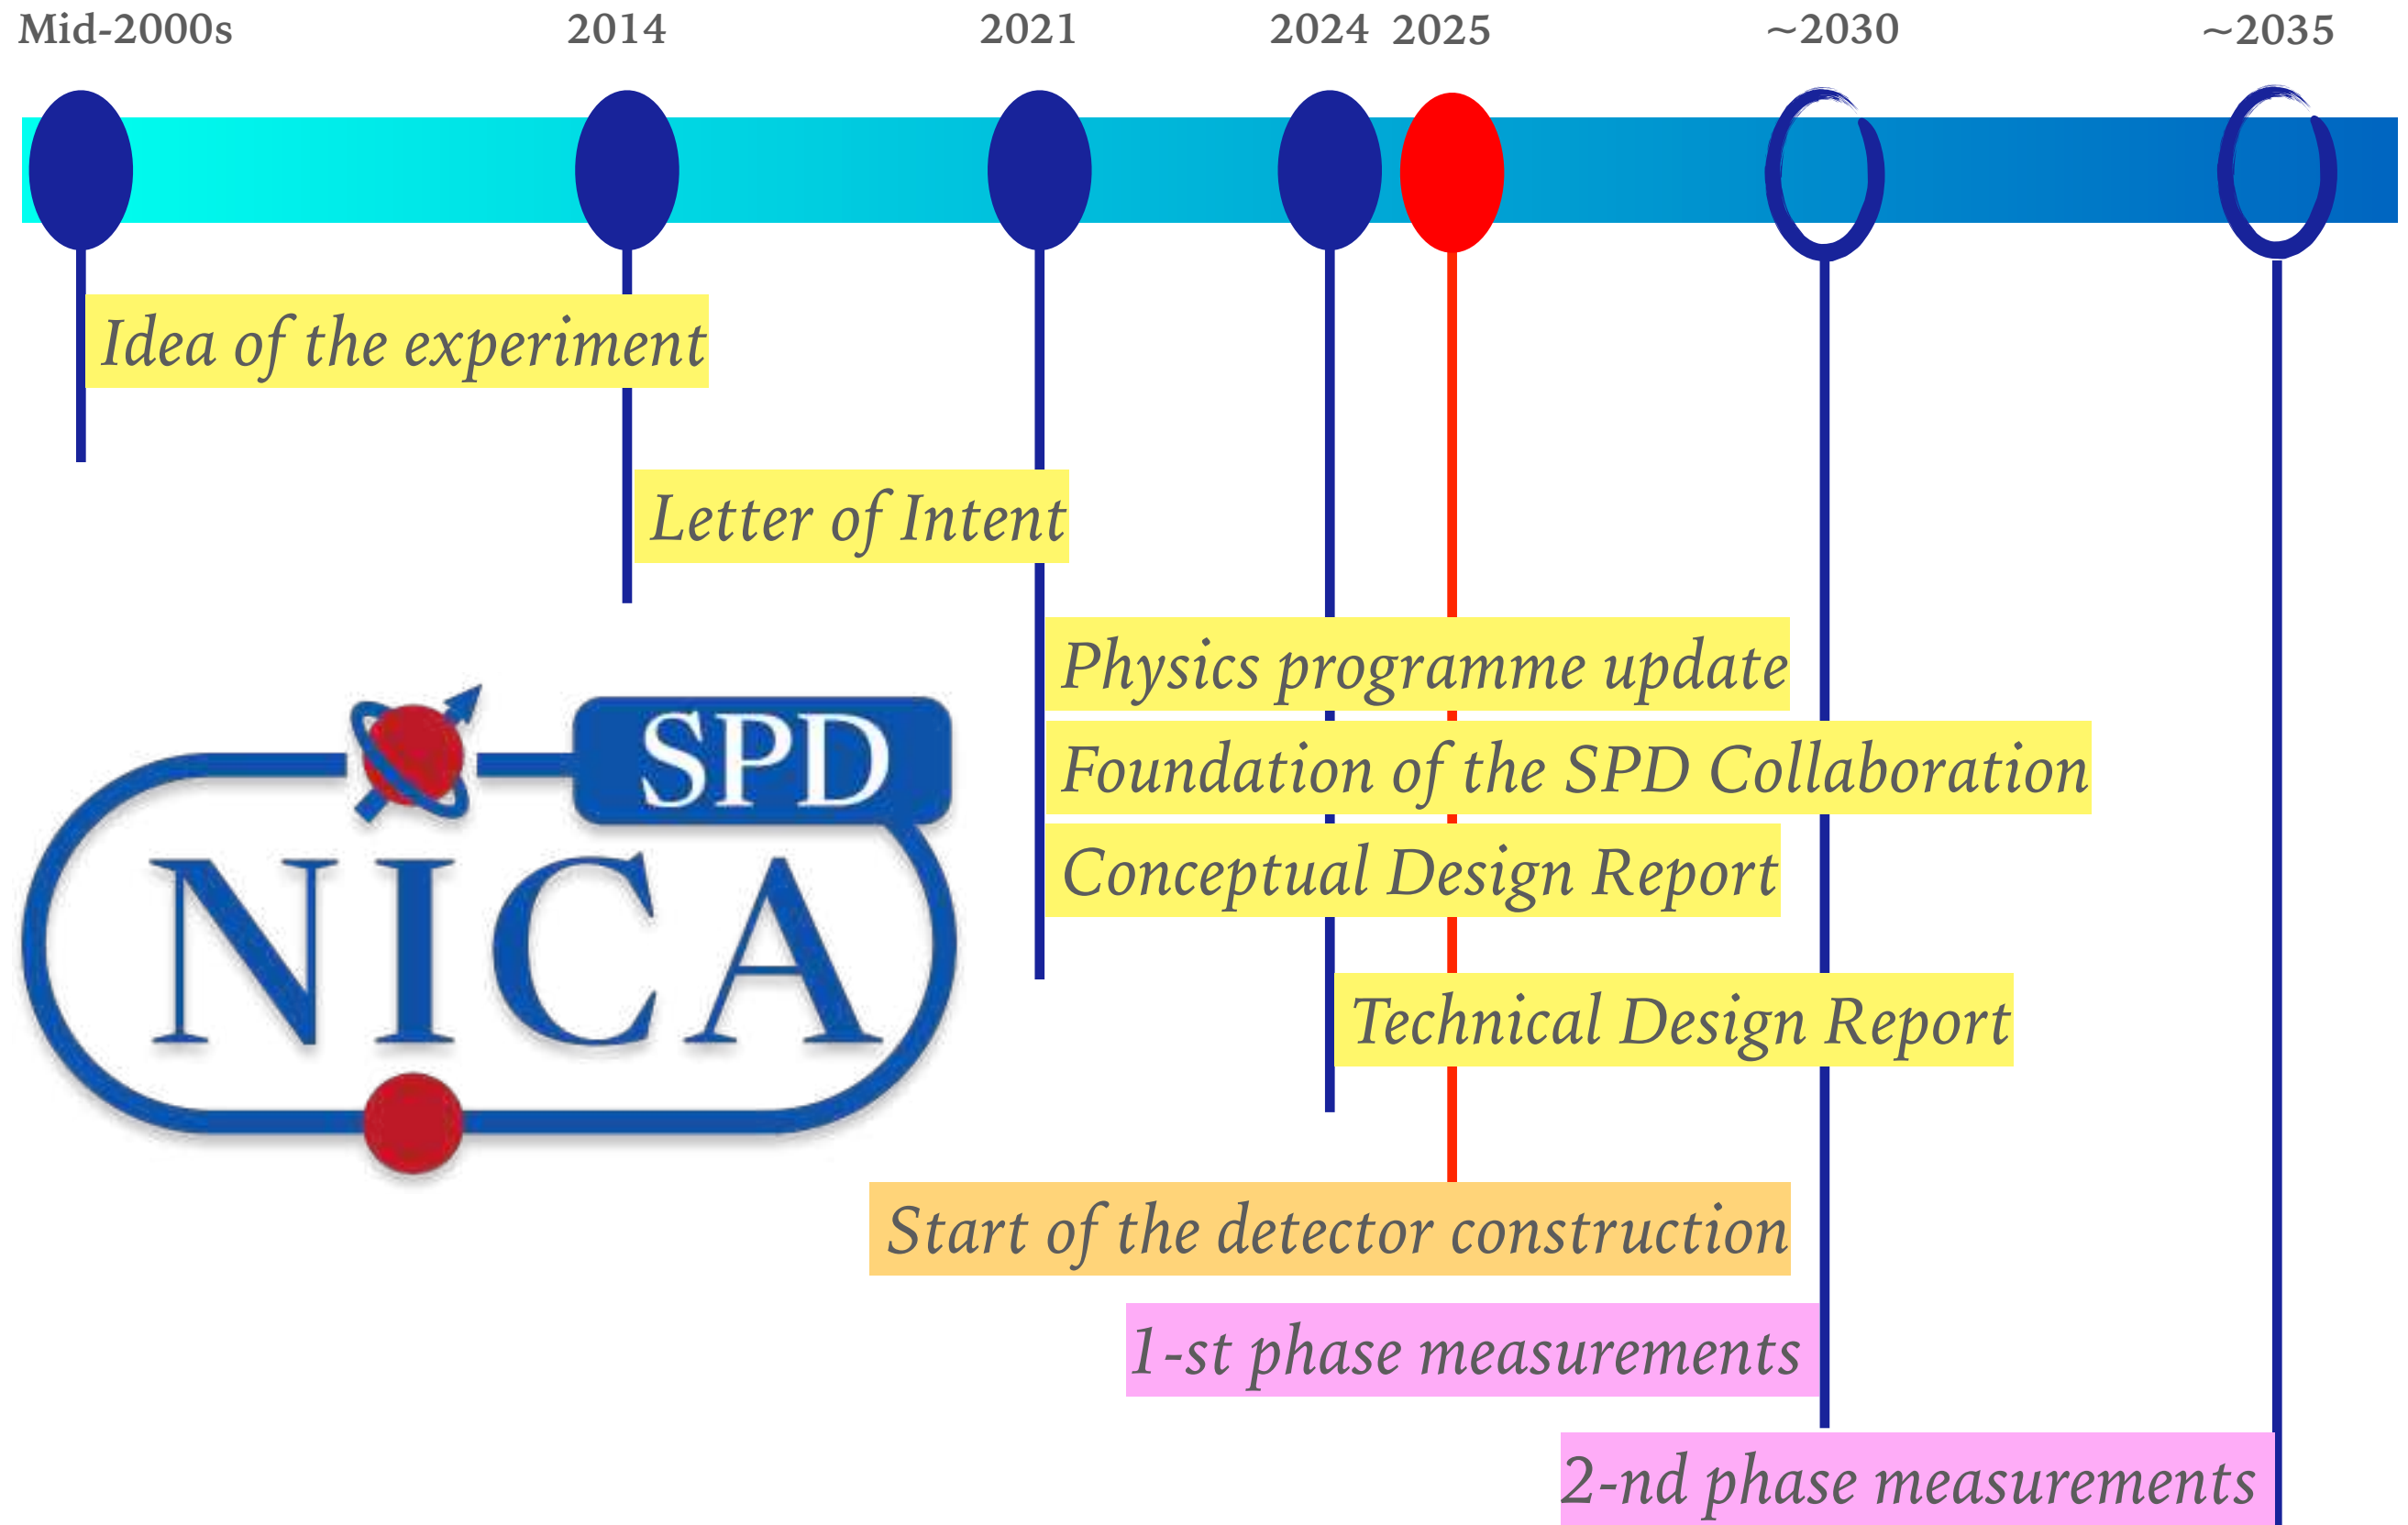 Mid-2000s 2014 2021 2024 2025 ~2030 ~2035
Idea of the experiment
Letter of Intent
Physics programme update
SPD
Foundation of the SPD Collaboration
Conceptual Design Report
NICA
Technical Design Report
Start of the detector construction
1-st phase measurements
2-nd phase measurements